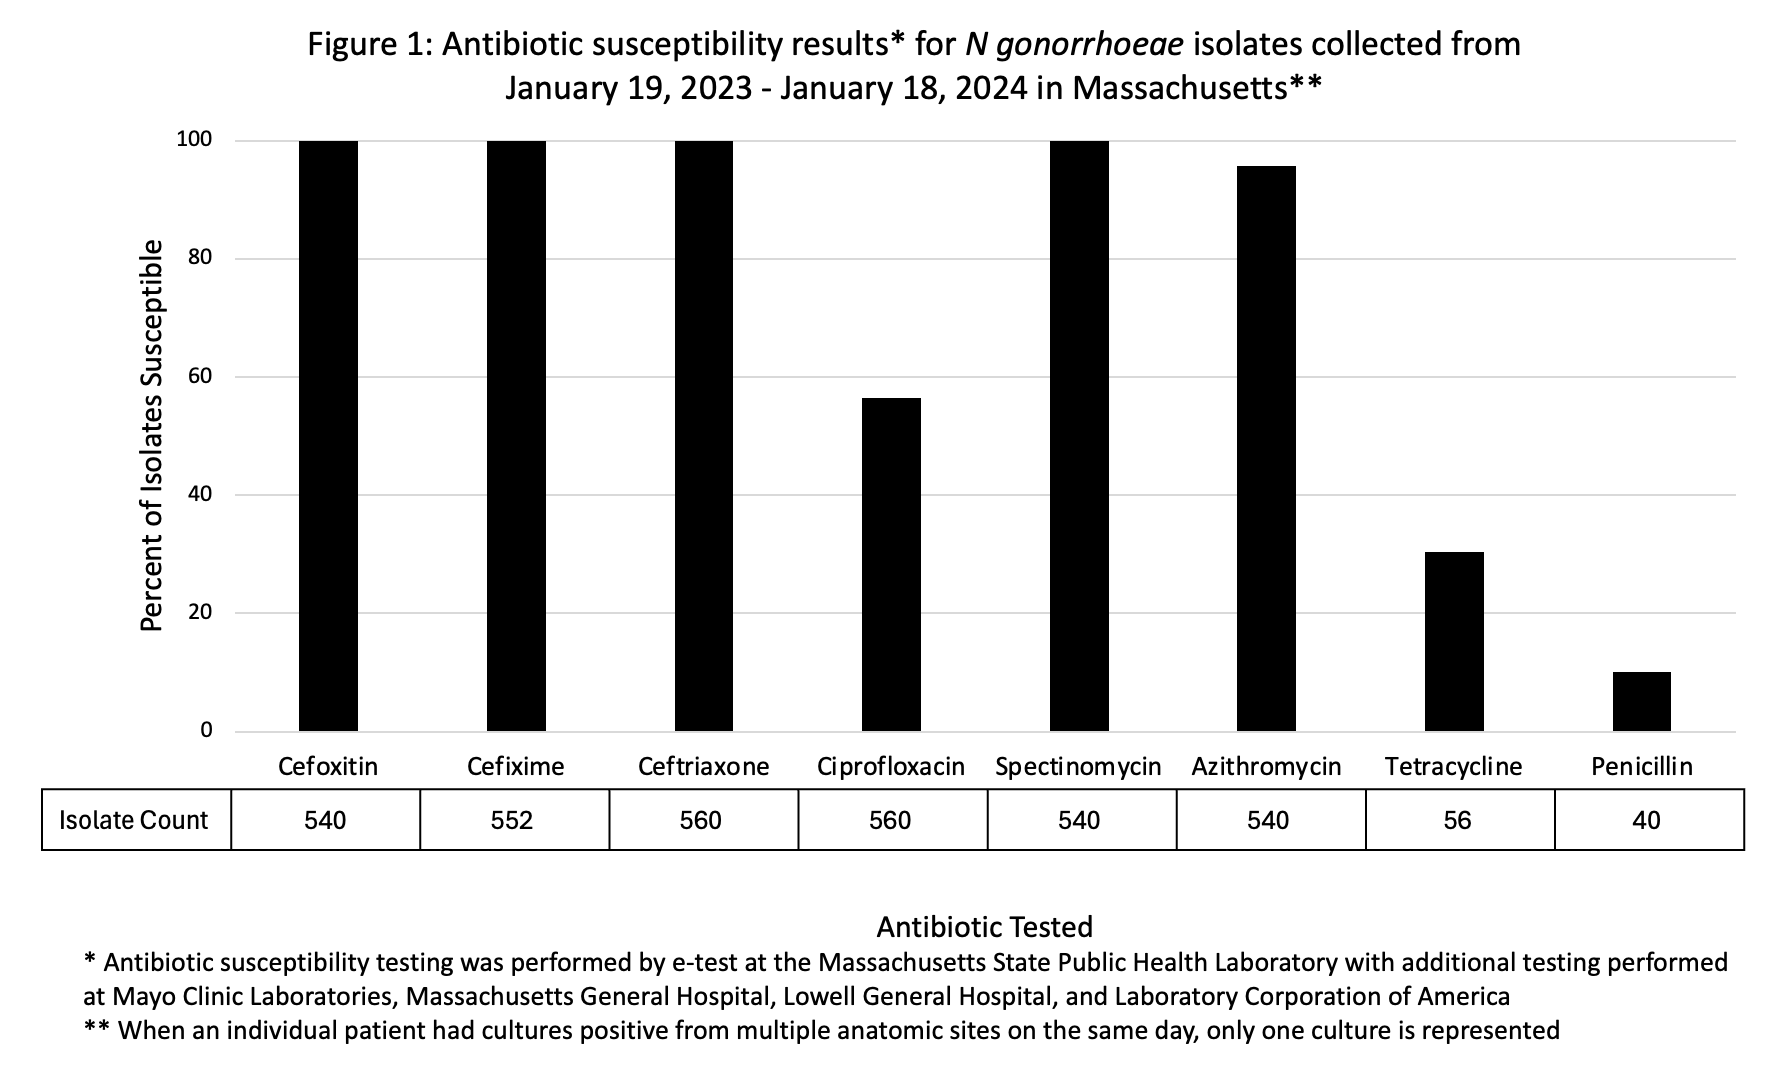 Figure 1: Antibiotic susceptibility results* for N gonorrhoeae isolates collected from
January 19, 2023 - January 18, 2024 in Massachusetts**
Percent of Isolates Susceptible
100
80
60
40
20
0
Cefoxitin Cefixime Ceftriaxone Ciprofloxacin Spectinomycin Azithromycin Tetracycline Penicillin
Isolate Count 540 552 560 560 540 540 56 40
Antibiotic Tested
* Antibiotic susceptibility testing was performed by e-test at the Massachusetts State Public Health Laboratory with additional testing performed
at Mayo Clinic Laboratories, Massachusetts General Hospital, Lowell General Hospital, and Laboratory Corporation of America
** When an individual patient had cultures positive from multiple anatomic sites on the same day, only one culture is represented